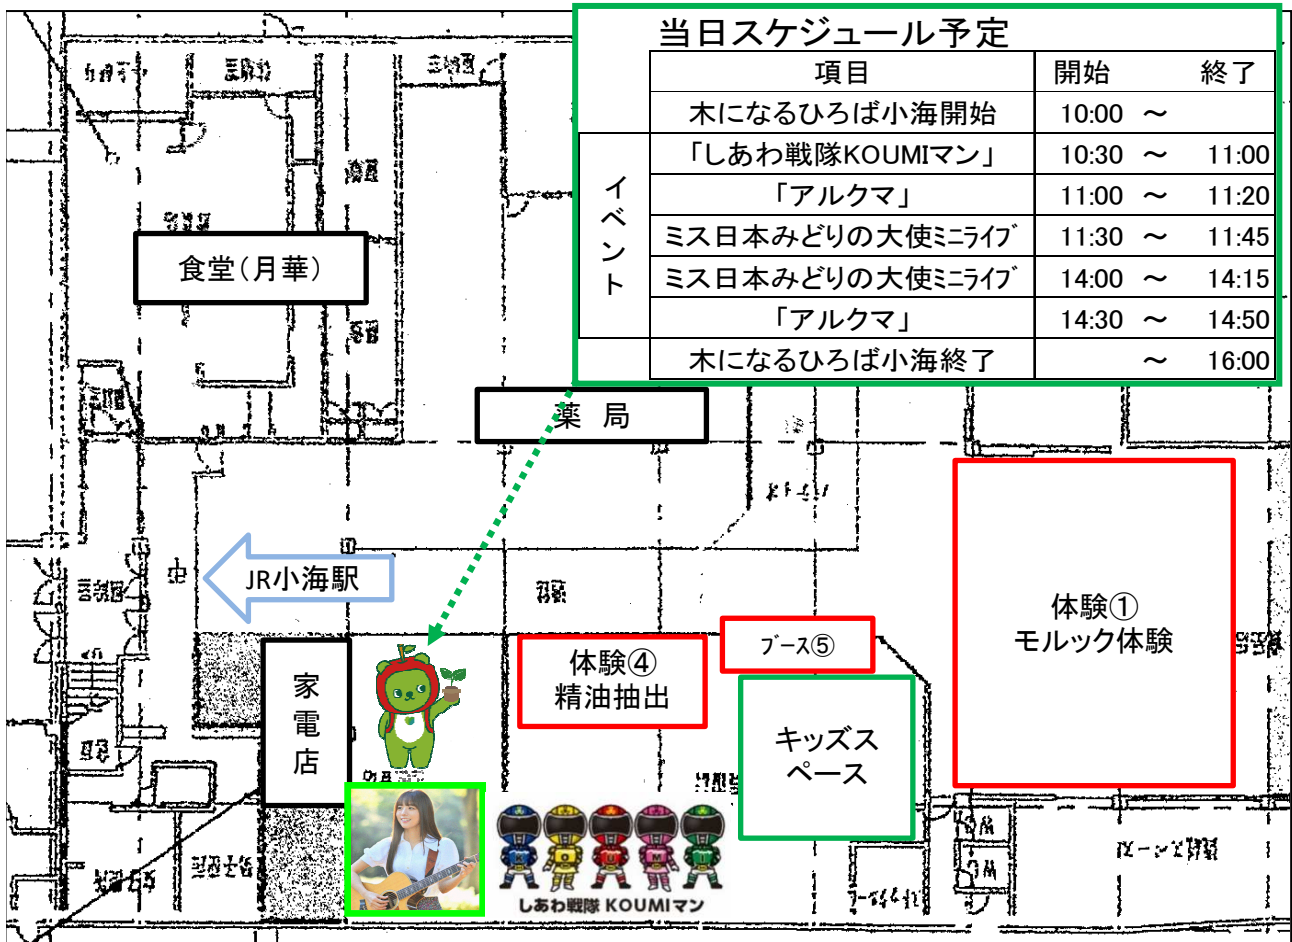 当日スケジュール予定
項目 開始 終了
木になるひろば小海開始 10:00 ～
イベント
「しあわ戦隊KOUMIマン」 10:30 ～ 11:00
「アルクマ」 11:00 ～ 11:20
ミス日本みどりの大使ﾐﾆﾗｲﾌﾞ 11:30 ～ 11:45
ミス日本みどりの大使ﾐﾆﾗｲﾌﾞ 14:00 ～ 14:15
「アルクマ」 14:30 ～ 14:50
木になるひろば小海終了 ～ 16:00
食堂（月華）
薬 局
JR小海駅
体験①
モルック体験
ﾌﾞｰｽ⑤
体験④
精油抽出
家電店
キッズス
ペース
K O U M I
しあわ戦隊 KOUMIマン